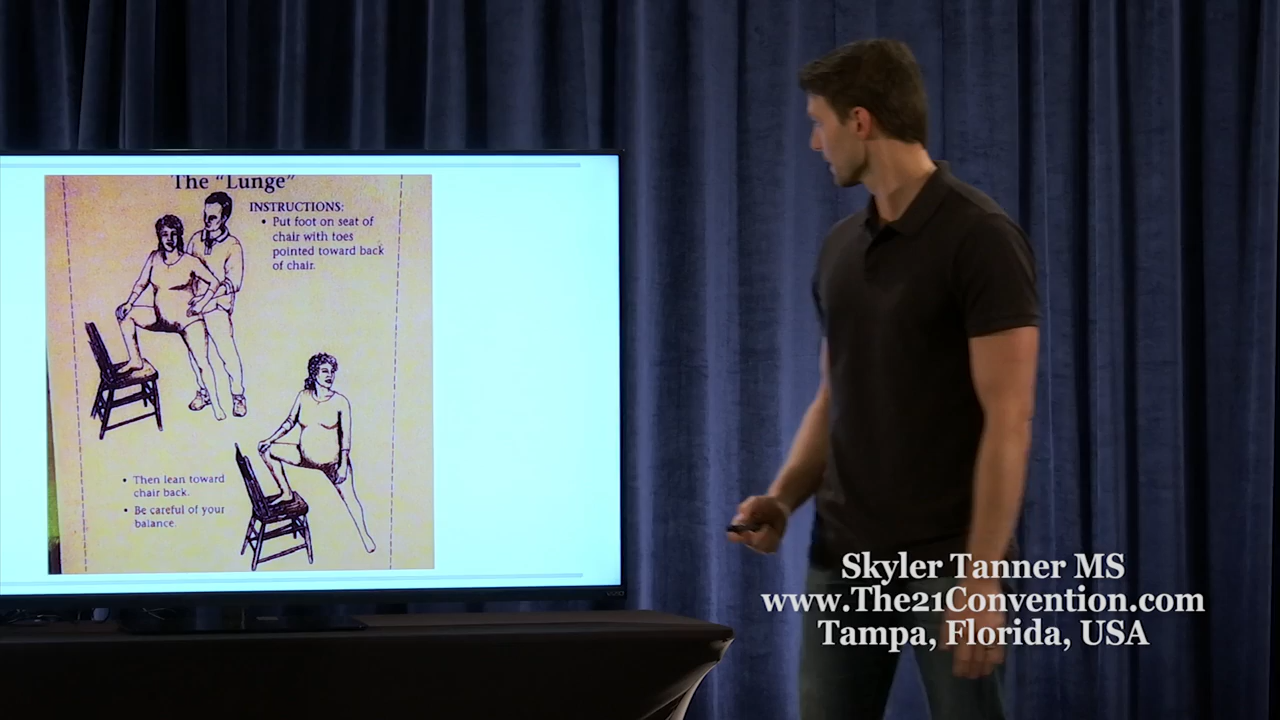 The "Lunge"
INSTRUCTIONS:
• Put foot on seat of
chair with toes
pointed toward back
of chair.
• Then lean toward
chair back.
• Be careful of your
balance.
VIZIO
Skyler Tanner MS
www.The21Convention.com
Tampa, Florida, USA